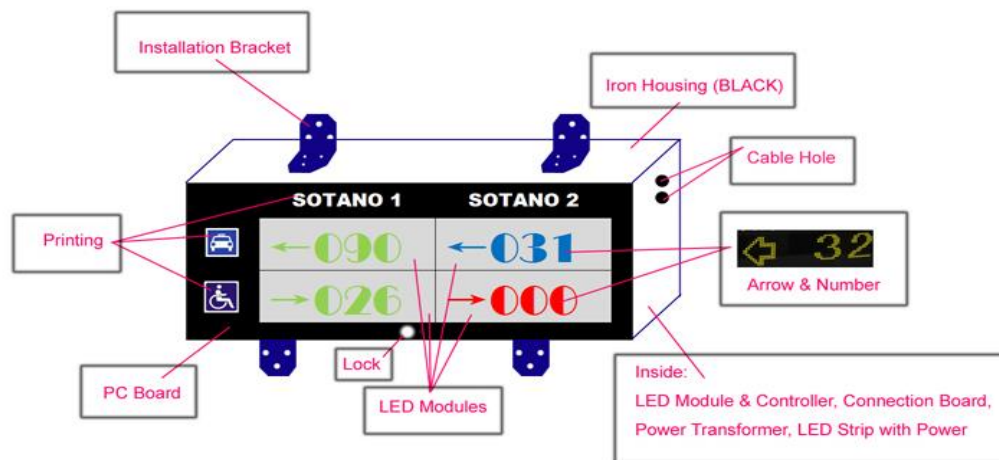 Installation Bracket
Iron Housing (BLACK)
Cable Hole
SOTANO 1
SOTANO 2
Printing
←090
←031
32
Arrow & Number
→026
→000
PC Board
Lock
LED Modules
Inside:
LED Module & Controller, Connection Board,
Power Transformer, LED Strip with Power